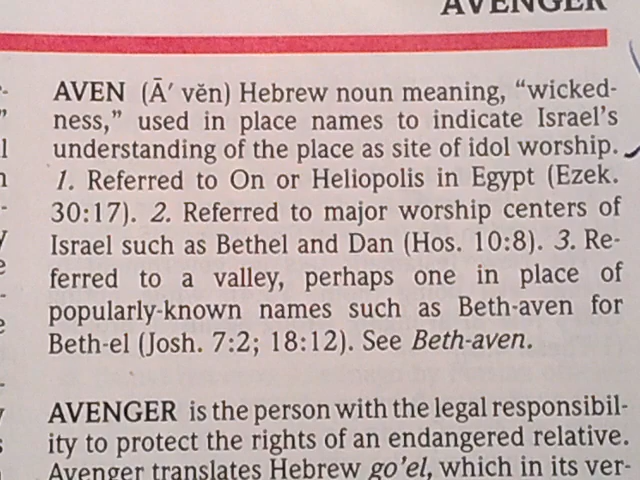 AVENGER
AVEN (Ā′ vĕn) Hebrew noun meaning, “wicked-
ness,” used in place names to indicate Israel’s
understanding of the place as site of idol worship.
1. Referred to On or Heliopolis in Egypt (Ezek.
30:17). 2. Referred to major worship centers of
Israel such as Bethel and Dan (Hos. 10:8). 3. Re-
ferred to a valley, perhaps one in place of
popularly-known names such as Beth-aven for
Beth-el (Josh. 7:2; 18:12). See Beth-aven.
AVENGER is the person with the legal responsibil-
ity to protect the rights of an endangered relative.
Avenger translates Hebrew go’el, which in its ver-